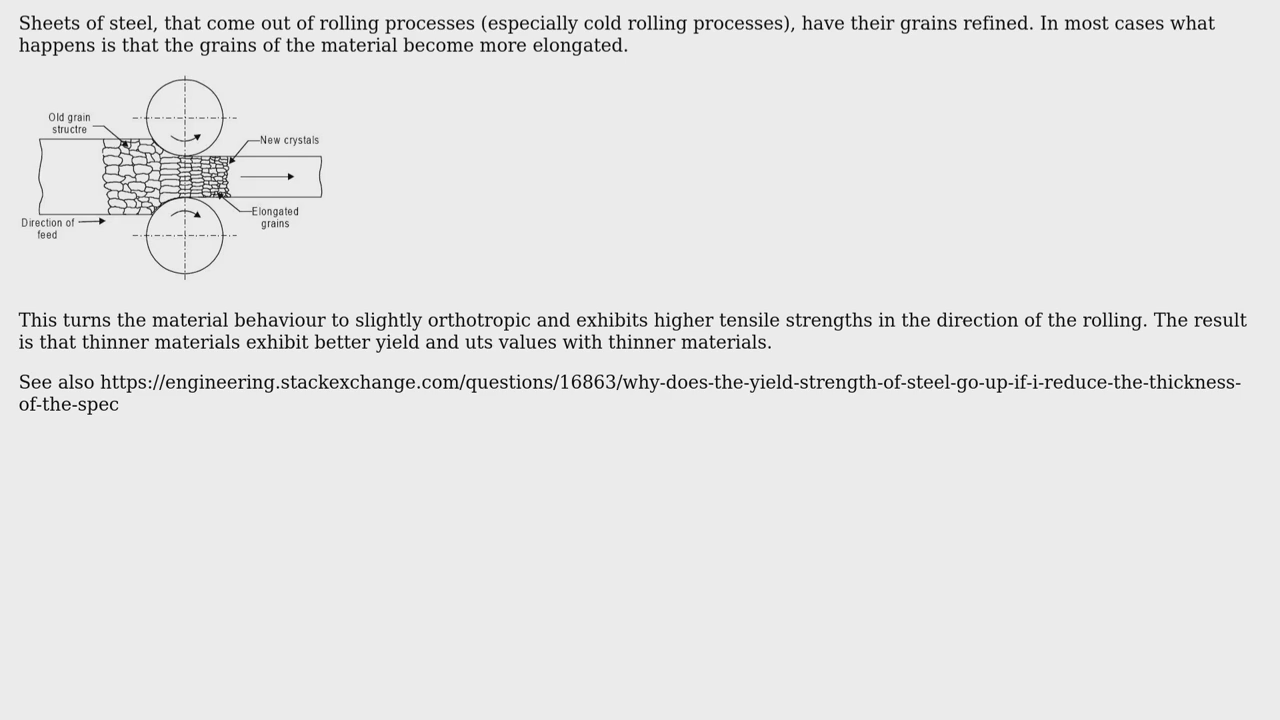 Sheets of steel, that come out of rolling processes (especially cold rolling processes), have their grains refined. In most cases what
happens is that the grains of the material become more elongated.
Old grain
structre
New crystals
Elongated
grains
Direction of
feed
This turns the material behaviour to slightly orthotropic and exhibits higher tensile strengths in the direction of the rolling. The result
is that thinner materials exhibit better yield and uts values with thinner materials.
See also https://engineering.stackexchange.com/questions/16863/why-does-the-yield-strength-of-steel-go-up-if-i-reduce-the-thickness-
of-the-spec